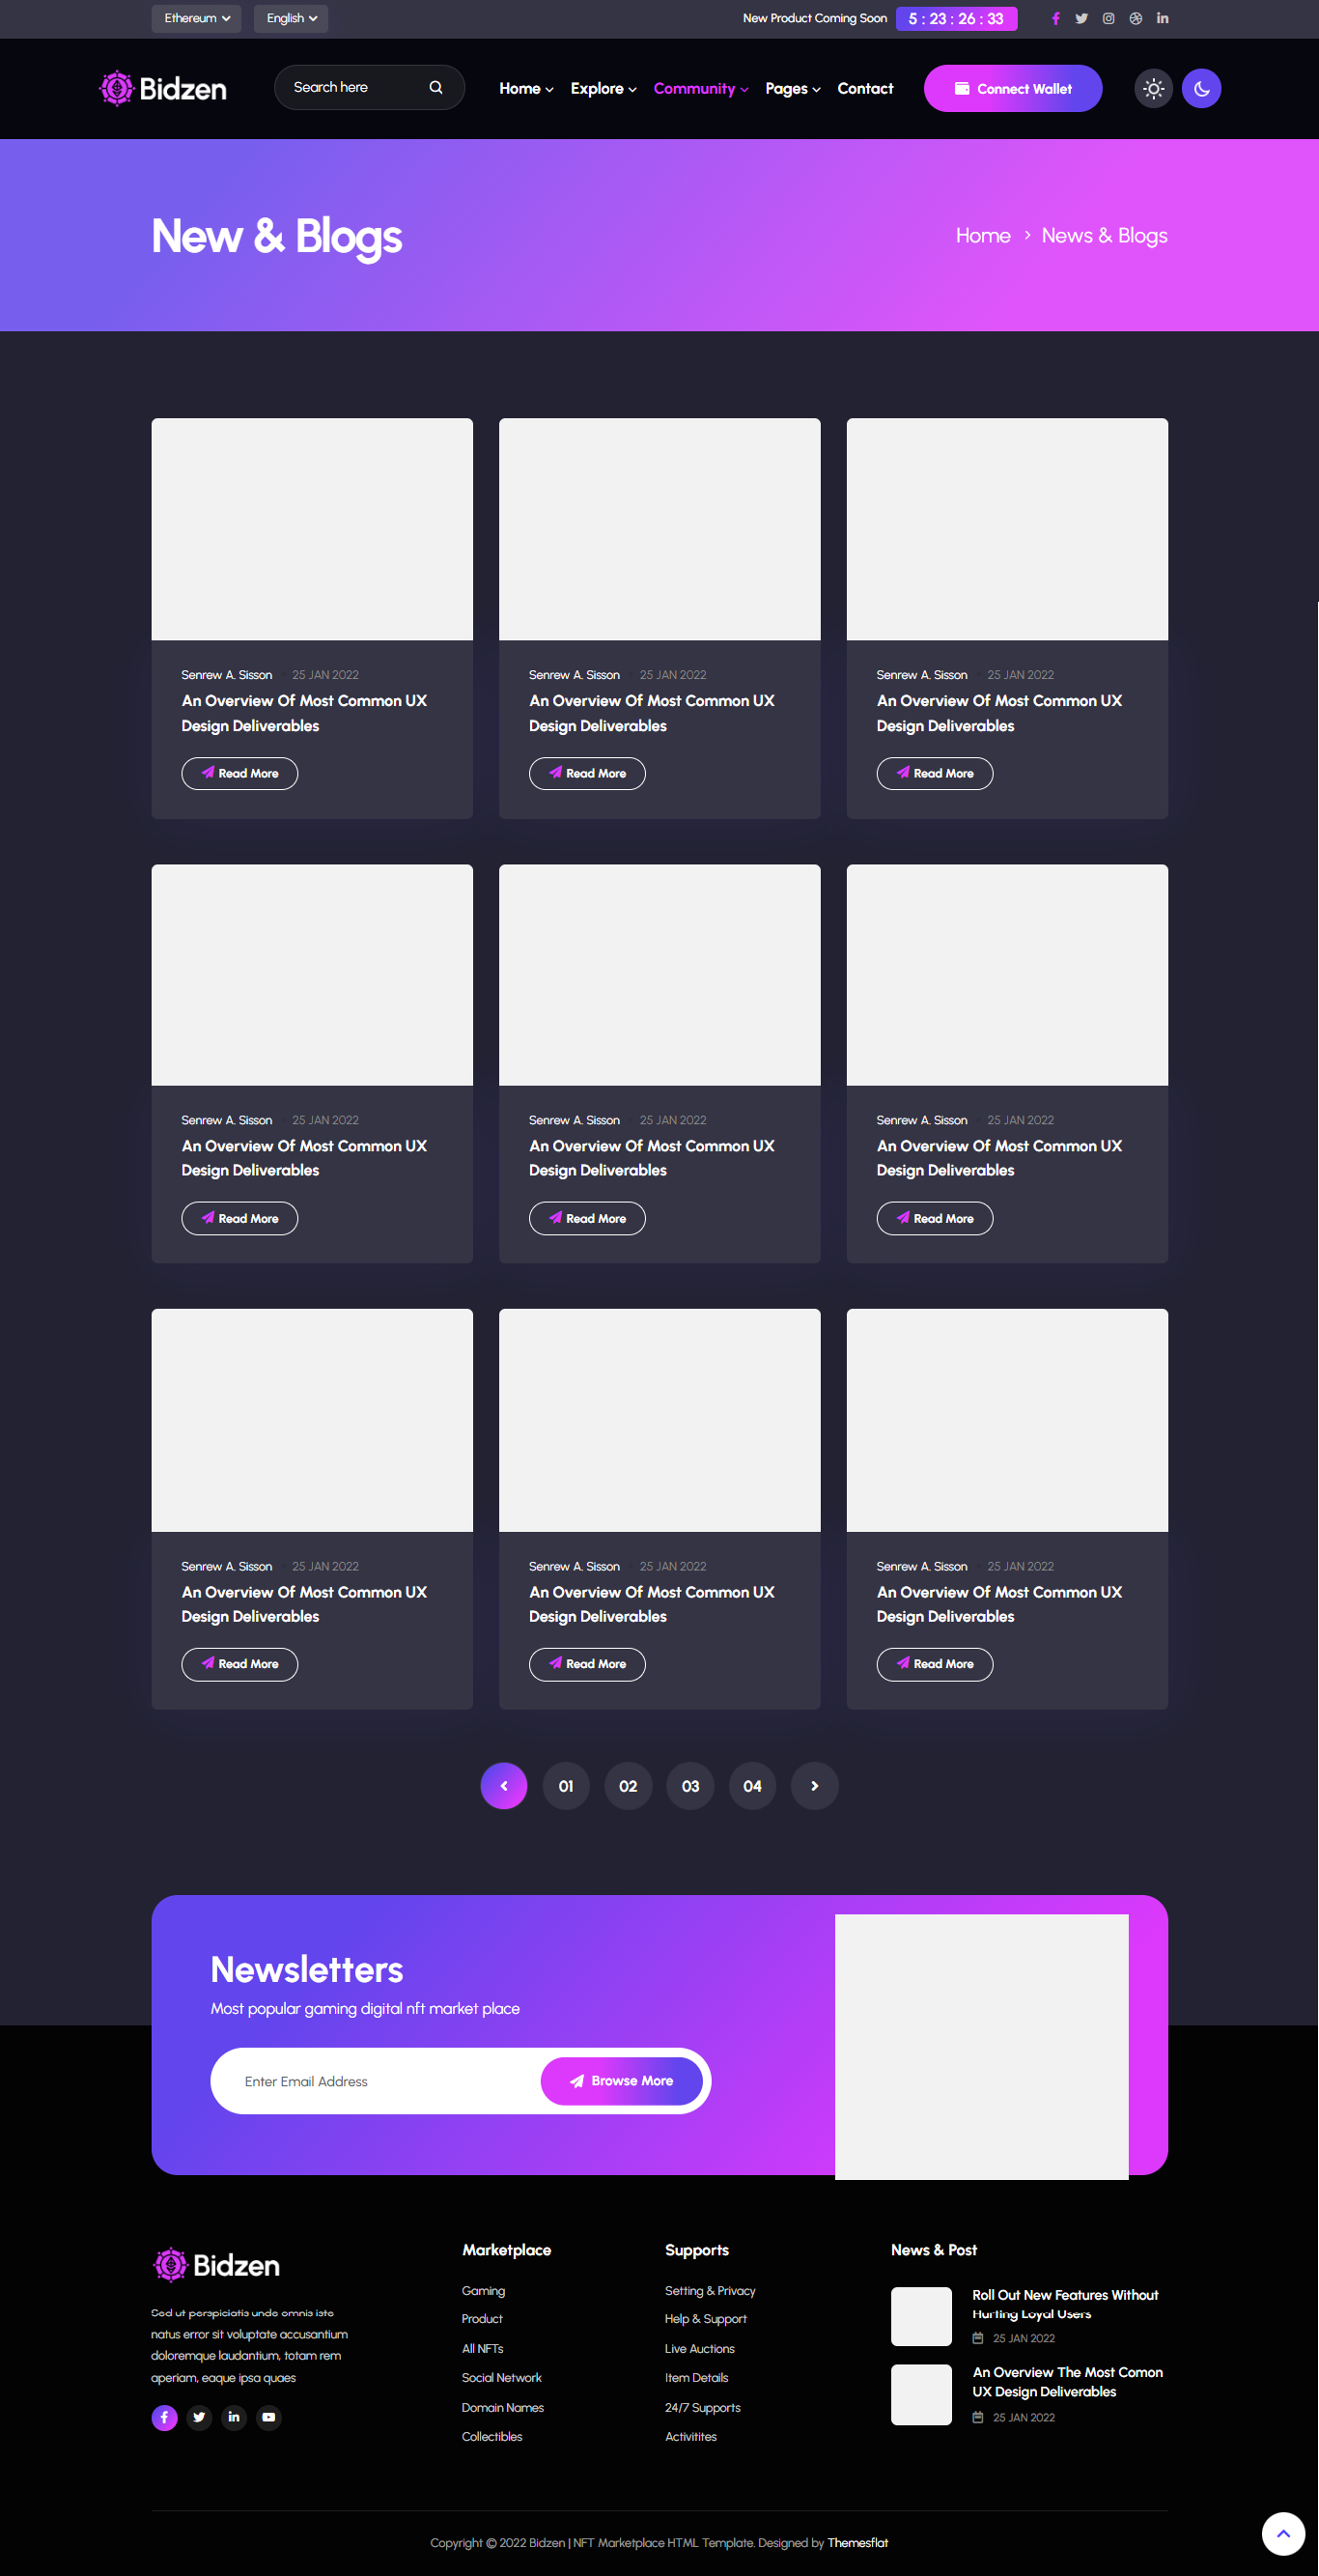 Ethereum
English
New Product Coming Soon
5 : 23 : 26 : 33
Bidzen
Search here
Home
Explore
Community
Pages
Contact
Connect Wallet
New & Blogs
Home > News & Blogs
Senrew A. Sisson 25 JAN 2022
An Overview Of Most Common UX
Design Deliverables
Read More
Senrew A. Sisson 25 JAN 2022
An Overview Of Most Common UX
Design Deliverables
Read More
Senrew A. Sisson 25 JAN 2022
An Overview Of Most Common UX
Design Deliverables
Read More
Senrew A. Sisson 25 JAN 2022
An Overview Of Most Common UX
Design Deliverables
Read More
Senrew A. Sisson 25 JAN 2022
An Overview Of Most Common UX
Design Deliverables
Read More
Senrew A. Sisson 25 JAN 2022
An Overview Of Most Common UX
Design Deliverables
Read More
Senrew A. Sisson 25 JAN 2022
An Overview Of Most Common UX
Design Deliverables
Read More
Senrew A. Sisson 25 JAN 2022
An Overview Of Most Common UX
Design Deliverables
Read More
Senrew A. Sisson 25 JAN 2022
An Overview Of Most Common UX
Design Deliverables
Read More
01
02
03
04
Newsletters
Most popular gaming digital nft market place
Enter Email Address
Browse More
Bidzen
Sed ut perspiciatis unde omnis iste
natus error sit voluptate accusantium
doloremque laudantium, totam rem
aperiam, eaque ipsa quaes
Marketplace
Gaming
Product
All NFTs
Social Network
Domain Names
Collectibles
Supports
Setting & Privacy
Help & Support
Live Auctions
Item Details
24/7 Supports
Activitites
News & Post
Roll Out New Features Without
Hurting Loyal Users
25 JAN 2022
An Overview The Most Comon
UX Design Deliverables
25 JAN 2022
Copyright © 2022 Bidzen | NFT Marketplace HTML Template. Designed by Themesflat